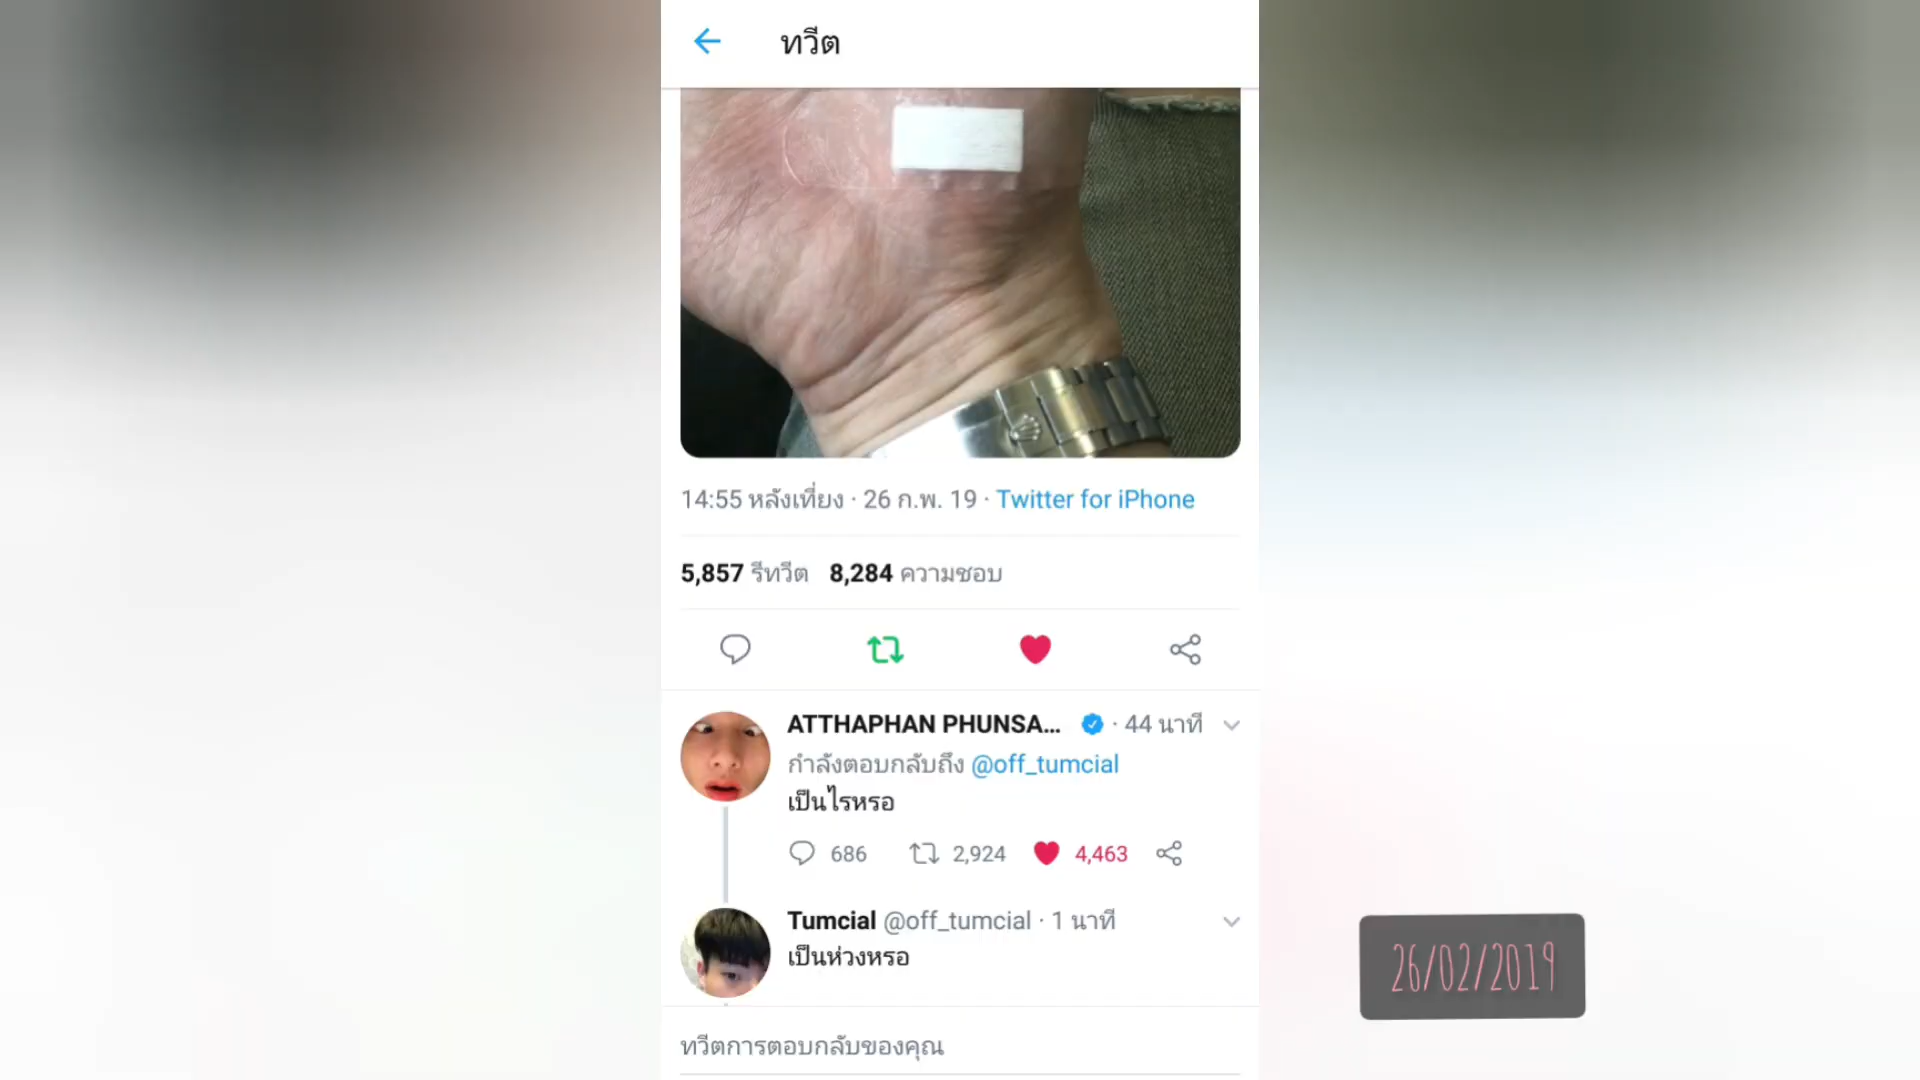 ทวีต
14:55 หลังเที่ยง · 26 ก.พ. 19 · Twitter for iPhone
5,857 รีทวีต 8,284 ความชอบ
ATTHAPHAN PHUNSA... · 44 นาที
กำลังตอบกลับถึง @off_tumcial
เป็นไรหรอ
686 2,924 4,463
Tumcial @off_tumcial · 1 นาที
เป็นห่วงหรอ
26/02/2019
ทวีตการตอบกลับของคุณ